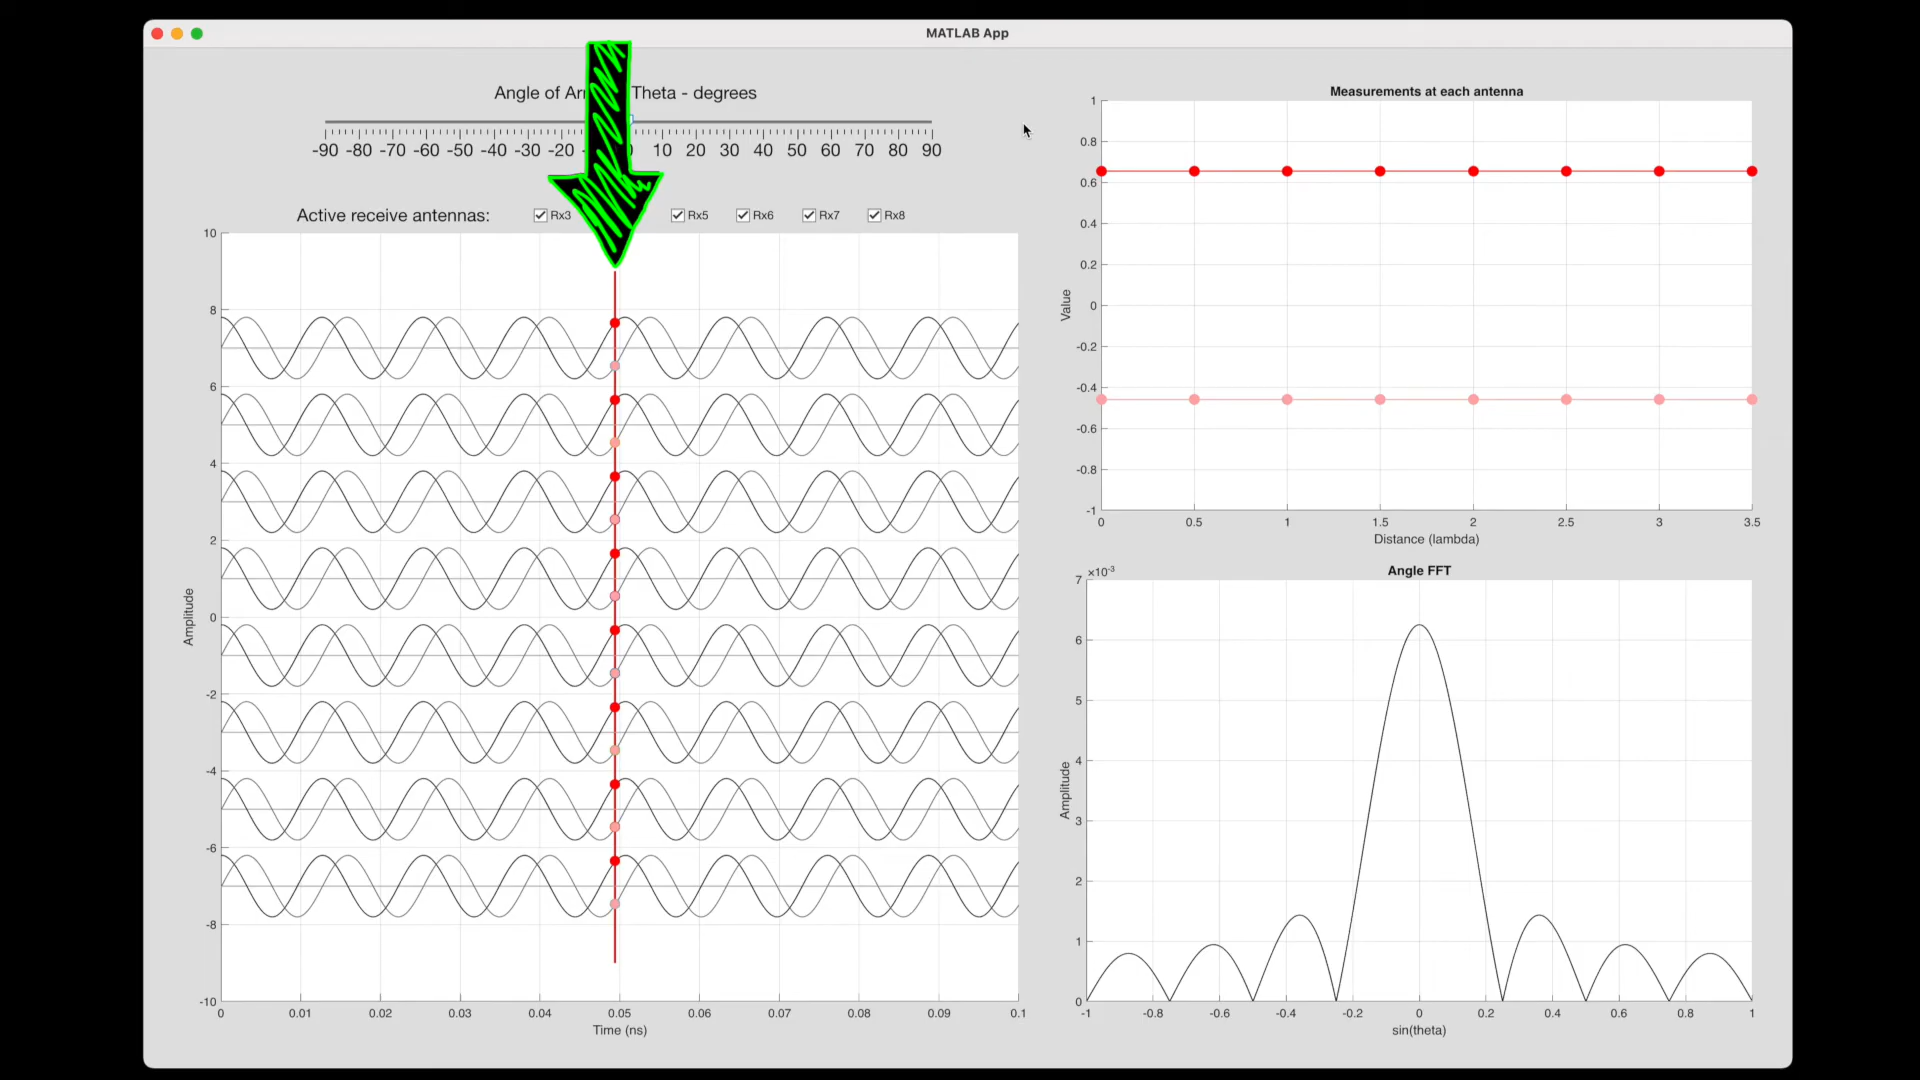 MATLAB App
Angle of Ar Theta - degrees
-90 -80 -70 -60 -50 -40 -30 -20 10 20 30 40 50 60 70 80 90
Active receive antennas: Rx3 Rx5 Rx6 Rx7 Rx8
10
8
6
4
2
0
-2
-4
-6
-8
-10
Amplitude
0 0.01 0.02 0.03 0.04 0.05 0.06 0.07 0.08 0.09 0.1
Time (ns)
Measurements at each antenna
1
0.8
0.6
0.4
0.2
0
-0.2
-0.4
-0.6
-0.8
-1
Value
0 0.5 1 1.5 2 2.5 3 3.5
Distance (lambda)
Angle FFT
×10-3
7
6
5
4
3
2
1
0
Amplitude
-1 -0.8 -0.6 -0.4 -0.2 0 0.2 0.4 0.6 0.8 1
sin(theta)